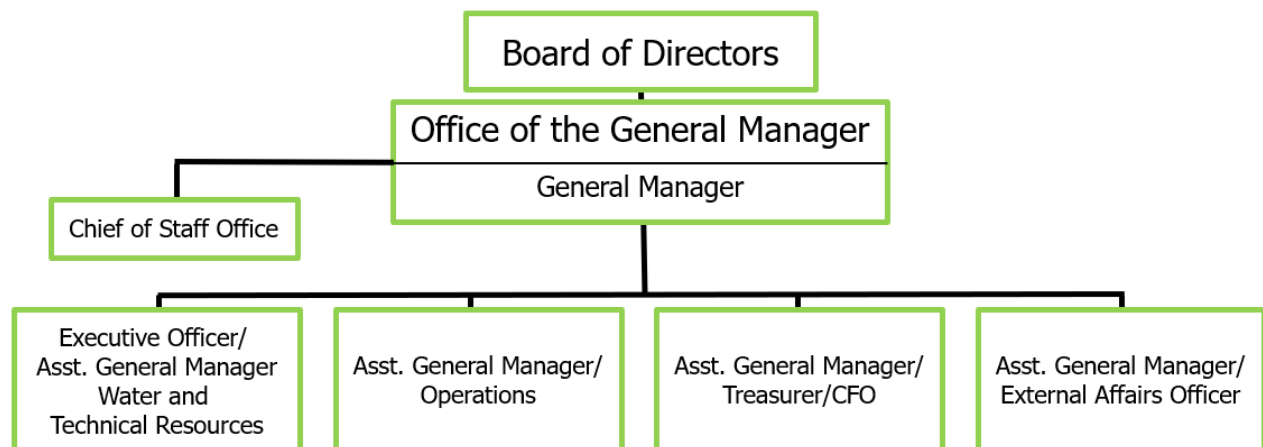 Board of Directors
Office of the General Manager
General Manager
Chief of Staff Office
Executive Officer/
Asst. General Manager
Water and
Technical Resources
Asst. General Manager/
Operations
Asst. General Manager/
Treasurer/CFO
Asst. General Manager/
External Affairs Officer